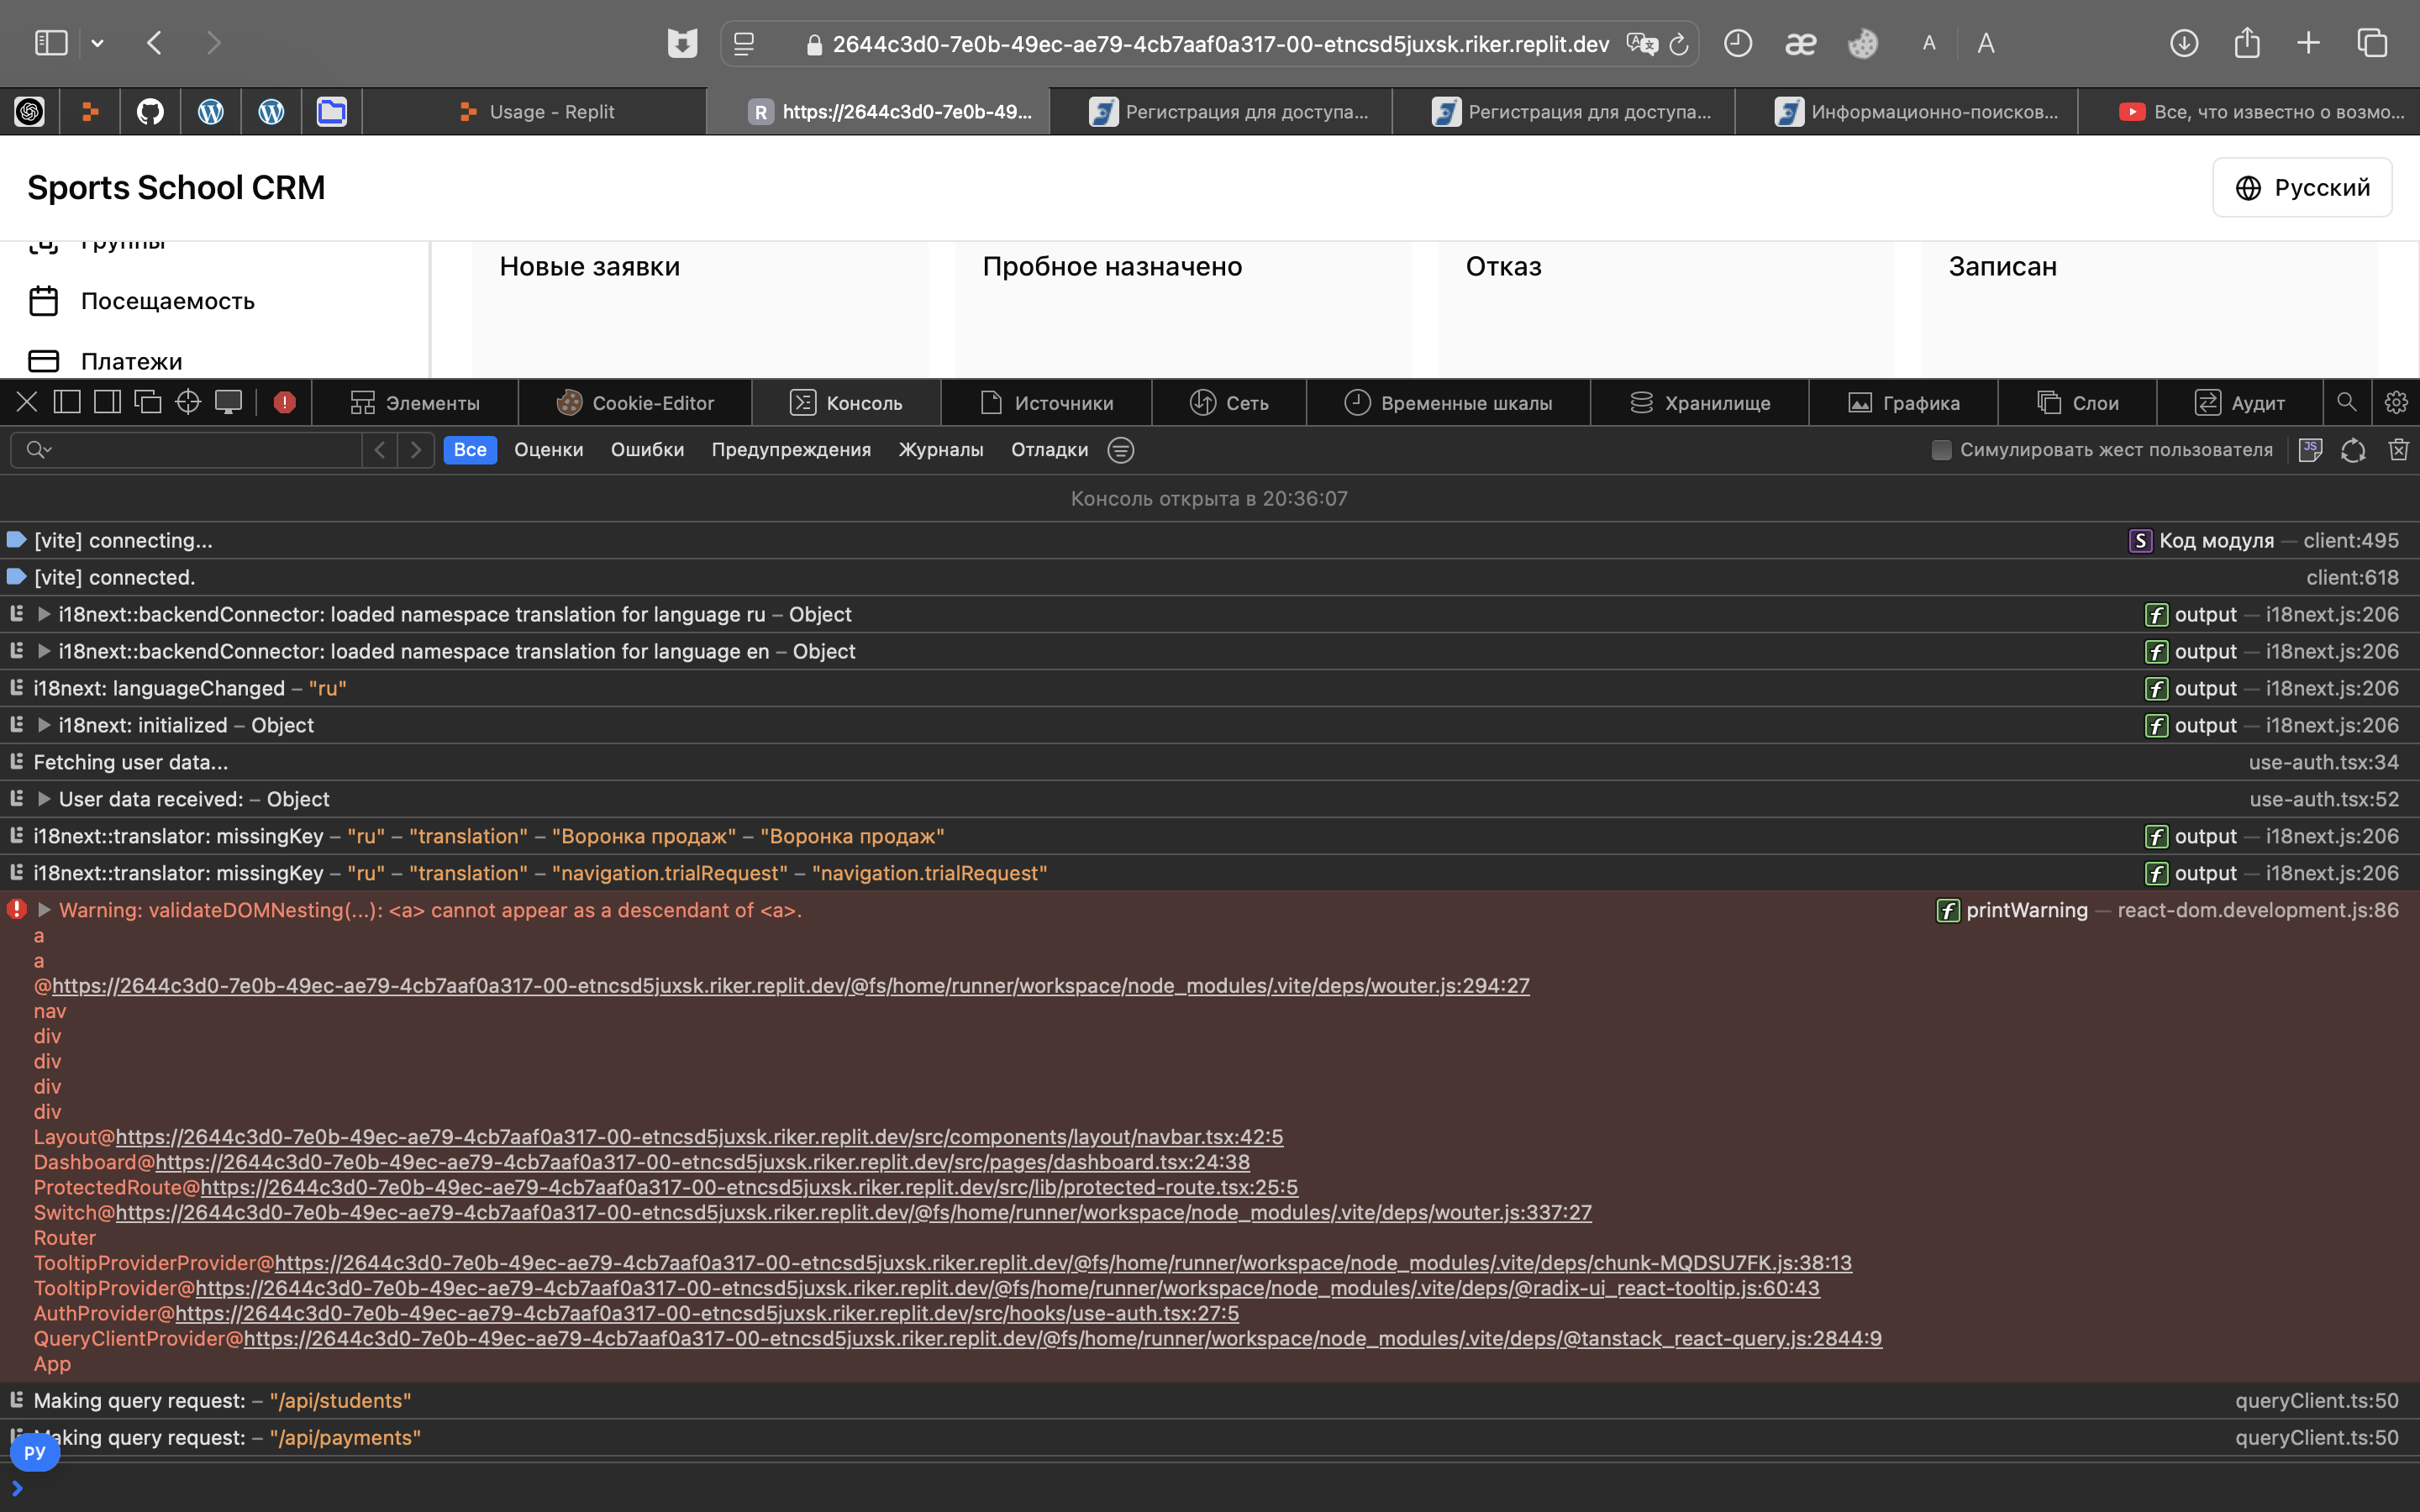 2644c3d0-7e0b-49ec-ae79-4cb7aaf0a317-00-etncsd5juxsk.riker.replit.dev
æ A A
Usage – Replit
R https://2644c3d0-7e0b-49...
Регистрация для доступа...
Регистрация для доступа...
Информационно-поисков...
Все, что известно о возмо...
Sports School CRM
Русский
Группы
Новые заявки
Пробное назначено
Отказ
Записан
Посещаемость
Платежи
Элементы
Cookie-Editor
Консоль
Источники
Сеть
Временные шкалы
Хранилище
Графика
Слои
Аудит
Все Оценки Ошибки Предупреждения Журналы Отладки
Симулировать жест пользователя
JS
Консоль открыта в 20:36:07
[vite] connecting... S Код модуля — client:495
[vite] connected. client:618
i18next::backendConnector: loaded namespace translation for language ru – Object f output — i18next.js:206
i18next::backendConnector: loaded namespace translation for language en – Object f output — i18next.js:206
i18next: languageChanged – "ru" f output — i18next.js:206
i18next: initialized – Object f output — i18next.js:206
Fetching user data... use-auth.tsx:34
User data received: – Object use-auth.tsx:52
i18next::translator: missingKey – "ru" – "translation" – "Воронка продаж" – "Воронка продаж" f output — i18next.js:206
i18next::translator: missingKey – "ru" – "translation" – "navigation.trialRequest" – "navigation.trialRequest" f output — i18next.js:206
Warning: validateDOMNesting(...): <a> cannot appear as a descendant of <a>. f printWarning — react-dom.development.js:86
a
a
@https://2644c3d0-7e0b-49ec-ae79-4cb7aaf0a317-00-etncsd5juxsk.riker.replit.dev/@fs/home/runner/workspace/node_modules/.vite/deps/wouter.js:294:27
nav
div
div
div
div
Layout@https://2644c3d0-7e0b-49ec-ae79-4cb7aaf0a317-00-etncsd5juxsk.riker.replit.dev/src/components/layout/navbar.tsx:42:5
Dashboard@https://2644c3d0-7e0b-49ec-ae79-4cb7aaf0a317-00-etncsd5juxsk.riker.replit.dev/src/pages/dashboard.tsx:24:38
ProtectedRoute@https://2644c3d0-7e0b-49ec-ae79-4cb7aaf0a317-00-etncsd5juxsk.riker.replit.dev/src/lib/protected-route.tsx:25:5
Switch@https://2644c3d0-7e0b-49ec-ae79-4cb7aaf0a317-00-etncsd5juxsk.riker.replit.dev/@fs/home/runner/workspace/node_modules/.vite/deps/wouter.js:337:27
Router
TooltipProviderProvider@https://2644c3d0-7e0b-49ec-ae79-4cb7aaf0a317-00-etncsd5juxsk.riker.replit.dev/@fs/home/runner/workspace/node_modules/.vite/deps/chunk-MQDSU7FK.js:38:13
TooltipProvider@https://2644c3d0-7e0b-49ec-ae79-4cb7aaf0a317-00-etncsd5juxsk.riker.replit.dev/@fs/home/runner/workspace/node_modules/.vite/deps/@radix-ui_react-tooltip.js:60:43
AuthProvider@https://2644c3d0-7e0b-49ec-ae79-4cb7aaf0a317-00-etncsd5juxsk.riker.replit.dev/src/hooks/use-auth.tsx:27:5
QueryClientProvider@https://2644c3d0-7e0b-49ec-ae79-4cb7aaf0a317-00-etncsd5juxsk.riker.replit.dev/@fs/home/runner/workspace/node_modules/.vite/deps/@tanstack_react-query.js:2844:9
App
Making query request: – "/api/students" queryClient.ts:50
Making query request: – "/api/payments" queryClient.ts:50
РУ